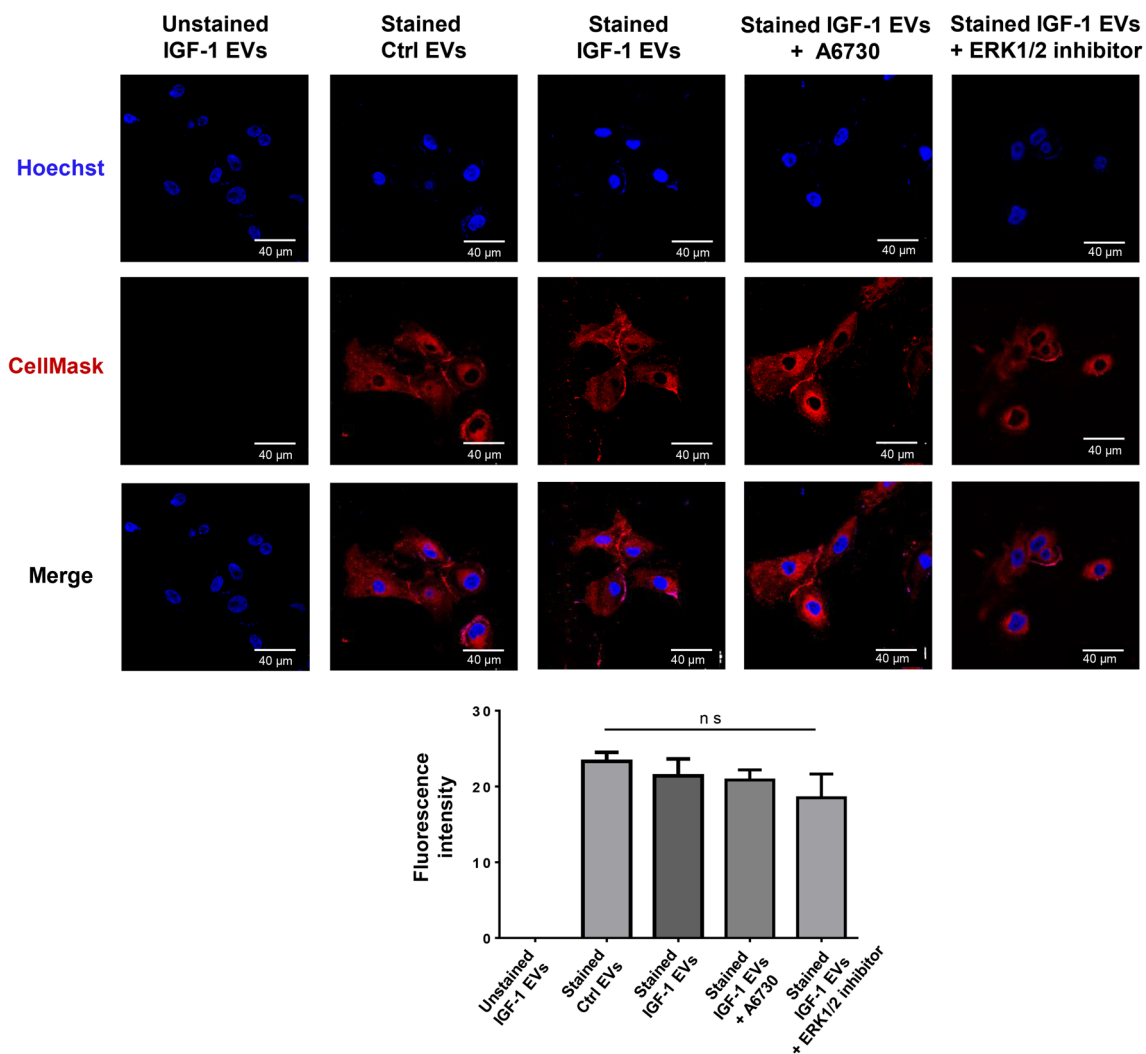 Unstained
IGF-1 EVs
Stained
Ctrl EVs
Stained
IGF-1 EVs
Stained IGF-1 EVs
+ A6730
Stained IGF-1 EVs
+ ERK1/2 inhibitor
Hoechst
40 µm
40 µm
40 µm
40 µm
40 µm
CellMask
40 µm
40 µm
40 µm
40 µm
40 µm
Merge
40 µm
40 µm
40 µm
40 µm
40 µm
Fluorescence
intensity
30
20
10
0
n s
Unstained
IGF-1 EVs
Stained
Ctrl EVs
Stained
IGF-1 EVs
Stained
IGF-1 EVs
+ A6730
Stained
IGF-1 EVs
+ ERK1/2 inhibitor